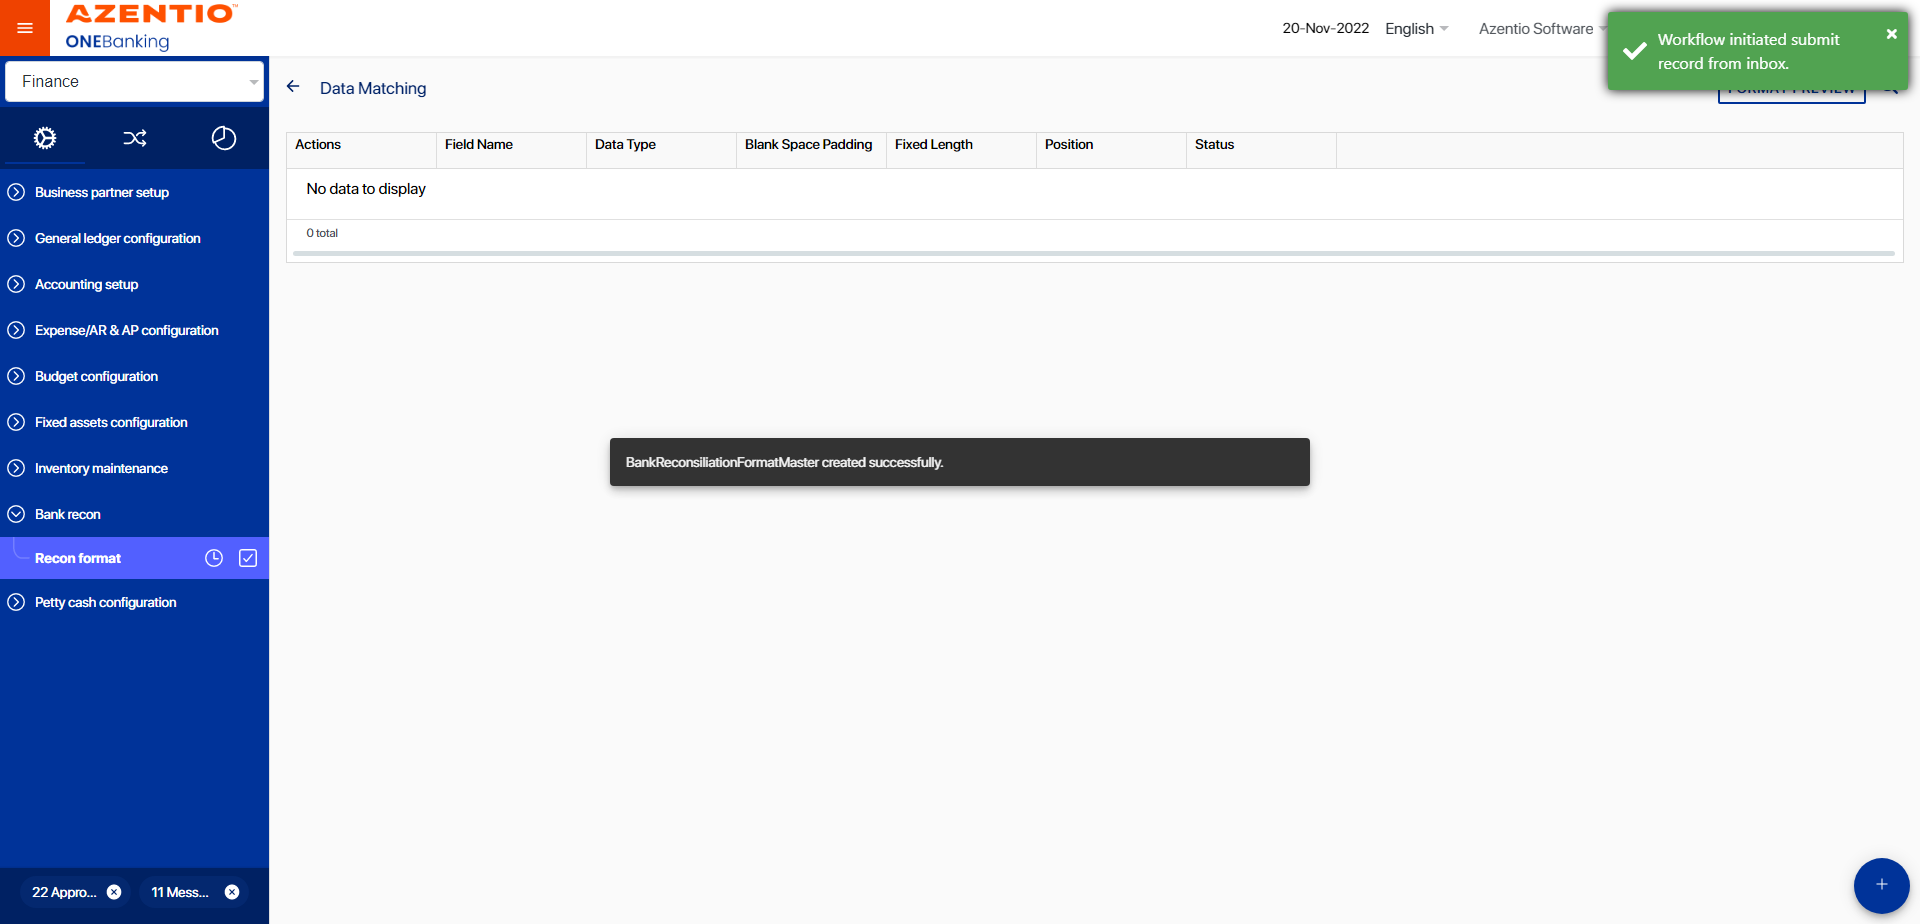 AZENTIO™
ONEBanking
20-Nov-2022
English
Azentio Software
Workflow initiated submit
record from inbox.
Finance
Data Matching
FORMAT PREVIEW
Actions
Field Name
Data Type
Blank Space Padding
Fixed Length
Position
Status
No data to display
0 total
Business partner setup
General ledger configuration
Accounting setup
Expense/AR & AP configuration
Budget configuration
Fixed assets configuration
Inventory maintenance
Bank recon
Recon format
Petty cash configuration
BankReconsiliationFormatMaster created successfully.
22 Appro...
11 Mess...